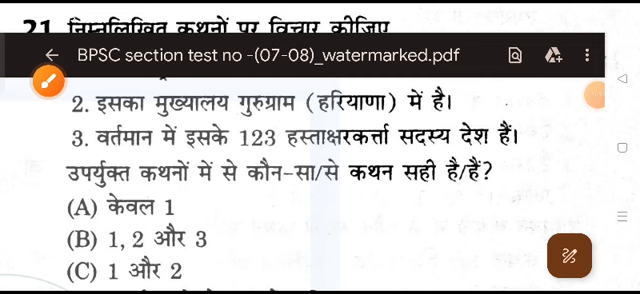 21 निम्नलिखित कथनों पर विचार कीजिए
BPSC section test no -(07-08)_watermarked.pdf
2. इसका मुख्यालय गुरुग्राम (हरियाणा) में है।
3. वर्तमान में इसके 123 हस्ताक्षरकर्त्ता सदस्य देश हैं।
उपर्युक्त कथनों में से कौन-सा/से कथन सही है/हैं?
(A) केवल 1
(B) 1, 2 और 3
(C) 1 और 2